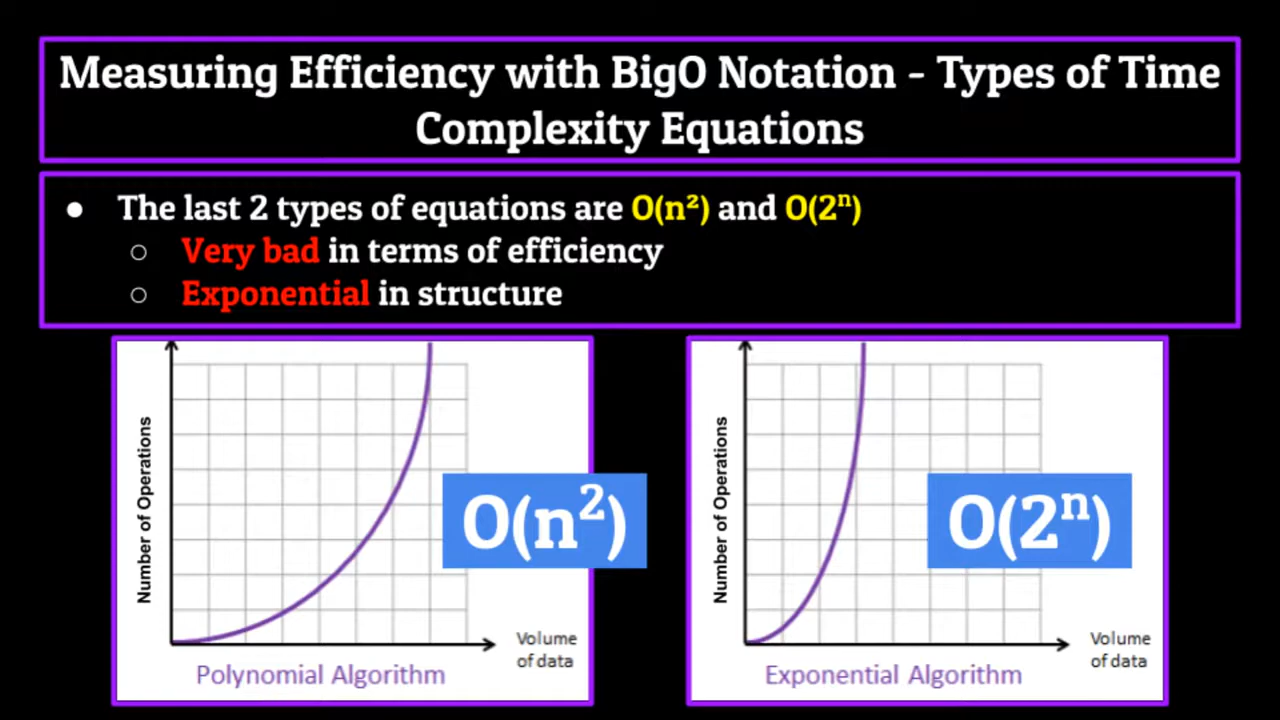 Measuring Efficiency with BigO Notation - Types of Time
Complexity Equations
● The last 2 types of equations are O(n²) and O(2ⁿ)
○ Very bad in terms of efficiency
○ Exponential in structure
Number of Operations
O(n²)
Volume
of data
Polynomial Algorithm
Number of Operations
O(2ⁿ)
Volume
of data
Exponential Algorithm